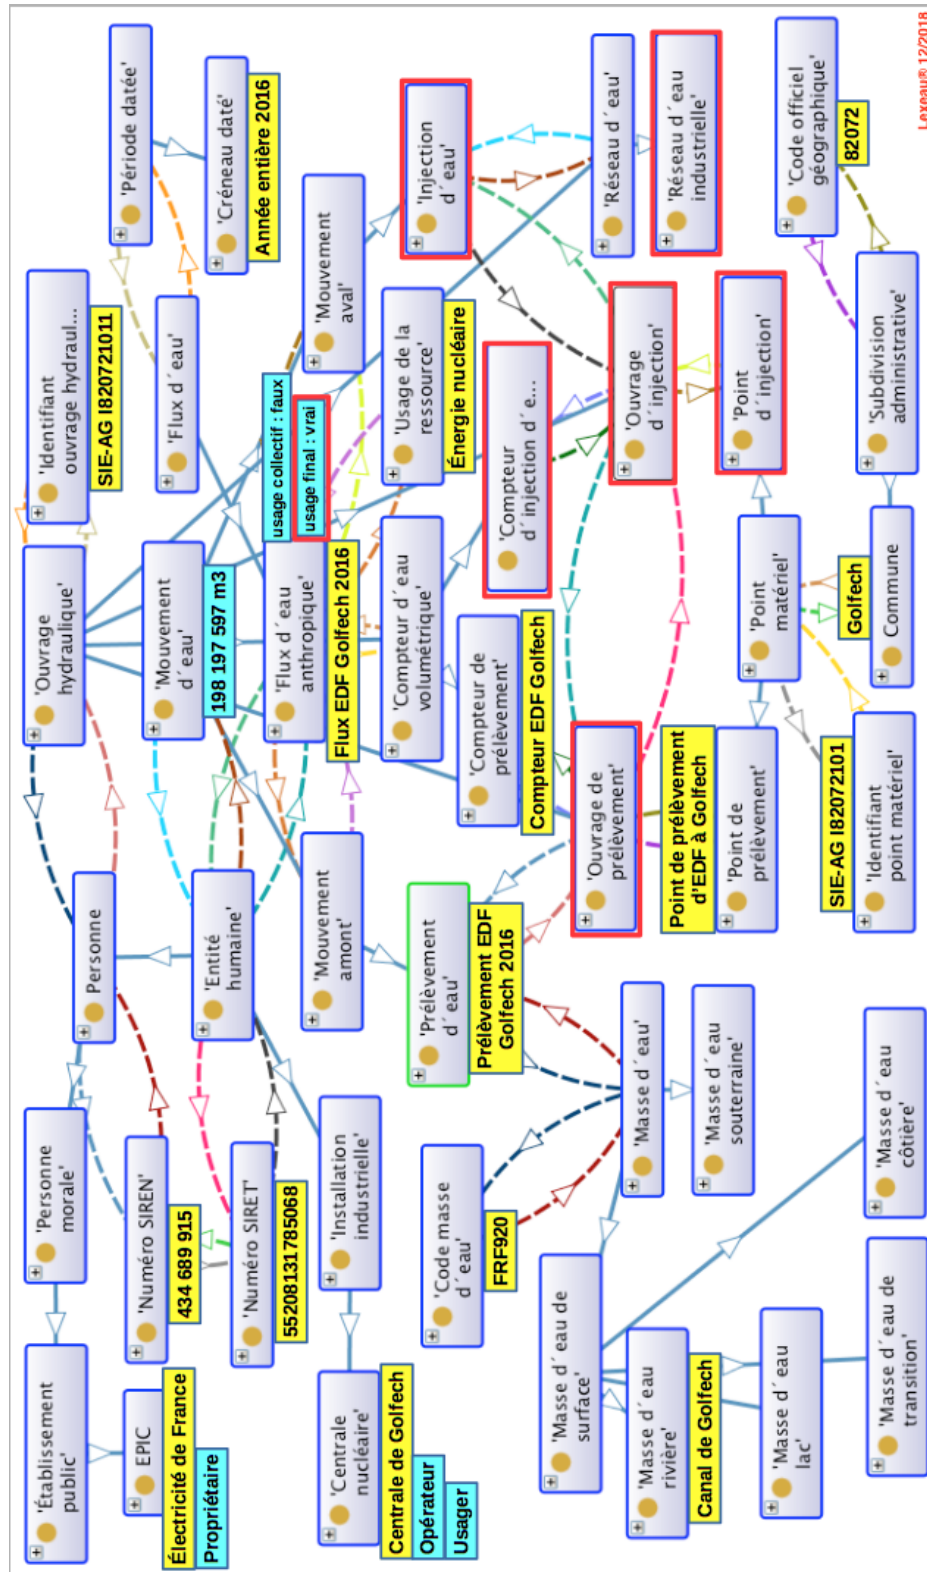 'Établissement
public'
EPIC
Électricité de France
Propriétaire
'Personne
morale'
'Numéro SIREN'
434 689 915
'Numéro SIRET'
55208131785068
Personne
'Entité
humaine'
'Ouvrage
hydraulique'
'Identifiant
ouvrage hydraul...
SIE-AG I820721011
'Période datée'
'Créneau daté'
Année entière 2016
'Flux d´eau'
'Mouvement
d´eau'
198 197 597 m3
'Installation
industrielle'
'Centrale
nucléaire'
Centrale de Golfech
Opérateur
Usager
'Mouvement
amont'
'Flux d´eau
anthropique'
Flux EDF Golfech 2016
usage collectif : faux
usage final : vrai
'Mouvement
aval'
'Usage de la
ressource'
Énergie nucléaire
'Injection
d´eau'
'Compteur d´eau
volumétrique'
'Compteur de
prélèvement'
Compteur EDF Golfech
'Compteur
d´injection d´e...
'Réseau d´eau'
'Réseau d´eau
industrielle'
'Prélèvement
d´eau'
Prélèvement EDF
Golfech 2016
'Code masse
d´eau'
FRF920
'Ouvrage de
prélèvement'
Point de prélèvement
d'EDF à Golfech
'Ouvrage
d´injection'
'Point
d´injection'
'Masse d´eau de
surface'
'Masse d´eau'
'Masse d´eau
souterraine'
'Masse d´eau
rivière'
Canal de Golfech
'Masse d´eau
lac'
'Masse d´eau de
transition'
'Masse d´eau
côtière'
'Point de
prélèvement'
'Point
matériel'
SIE-AG I82072101
'Identifiant
point matériel'
Golfech
Commune
'Subdivision
administrative'
'Code officiel
géographique'
82072
Lexeau® 12/2018